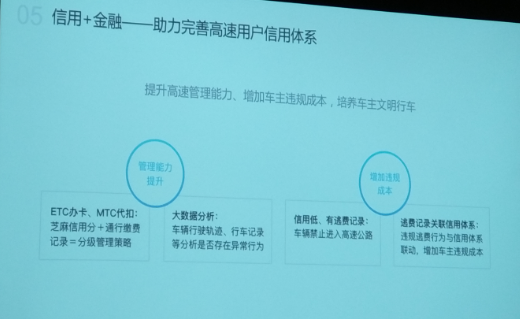 05 信用+金融——助力完善高速用户信用体系
提升高速管理能力、增加车主违规成本，培养车主文明行车
管理能力
提升
增加违规
成本
ETC办卡、MTC代扣：
芝麻信用分＋通行缴费
记录＝分级管理策略
大数据分析：
车辆行驶轨迹、行车记录
等分析是否存在异常行为
信用低、有逃费记录：
车辆禁止进入高速公路
逃费记录关联信用体系：
违规逃费行为与信用体系
联动，增加车主违规成本